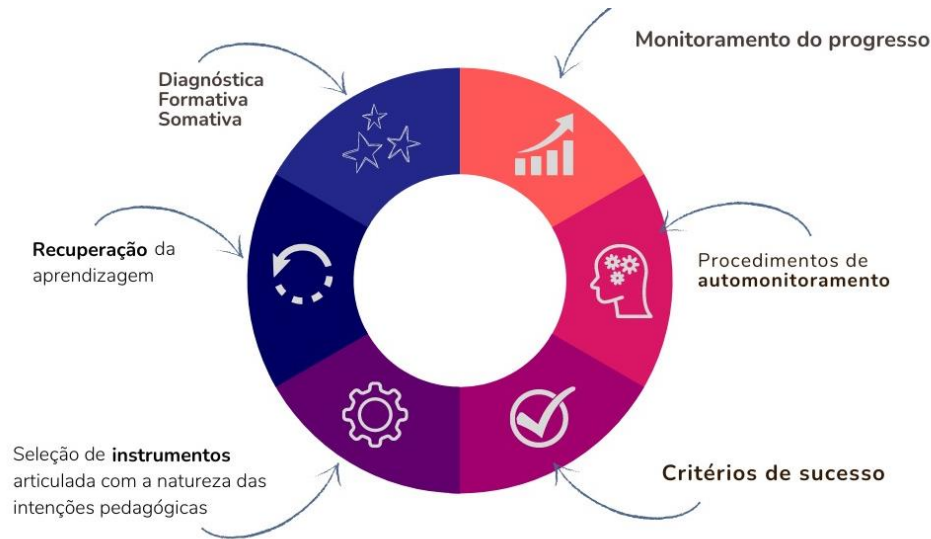 Monitoramento do progresso
Diagnóstica
Formativa
Somativa
Recuperação da
aprendizagem
Procedimentos de
automonitoramento
Seleção de instrumentos
articulada com a natureza das
intenções pedagógicas
Critérios de sucesso